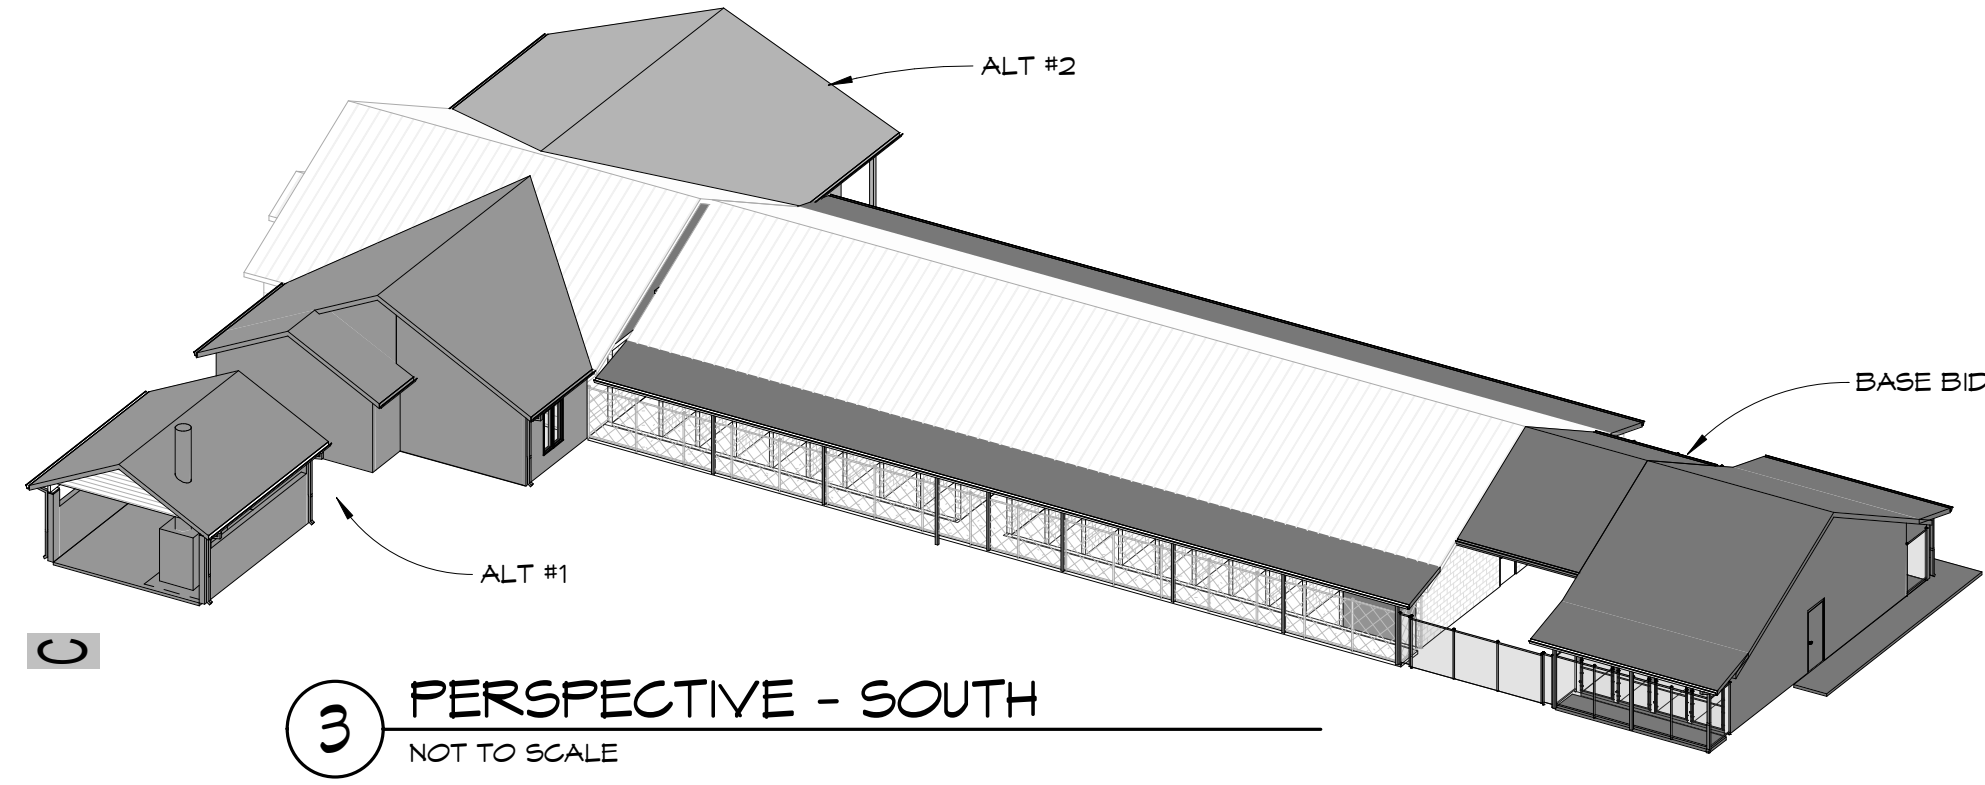 ALT #2
BASE BID
ALT #1
C
3
PERSPECTIVE - SOUTH
NOT TO SCALE